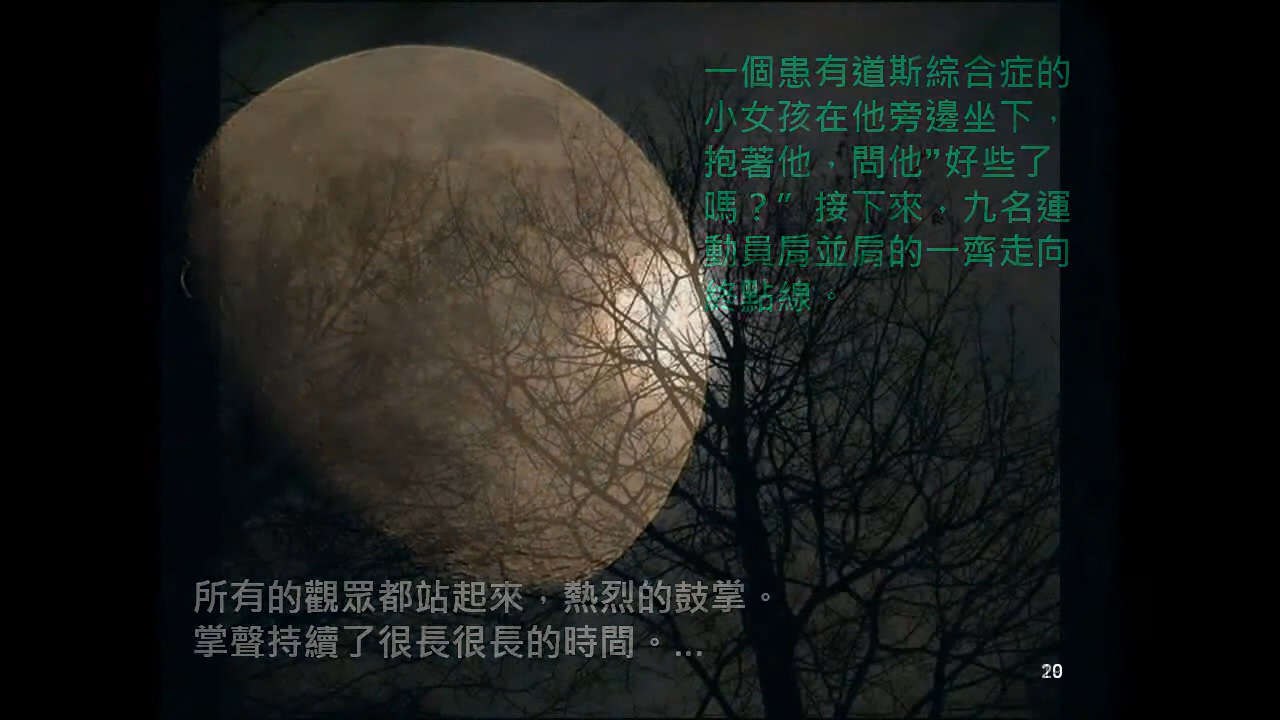 一個患有道斯綜合症的
小女孩在他旁邊坐下，
抱著他，問他”好些了
嗎？” 接下來，九名運
動員肩並肩的一齊走向
終點線。
所有的觀眾都站起來，熱烈的鼓掌。
掌聲持續了很長很長的時間。...